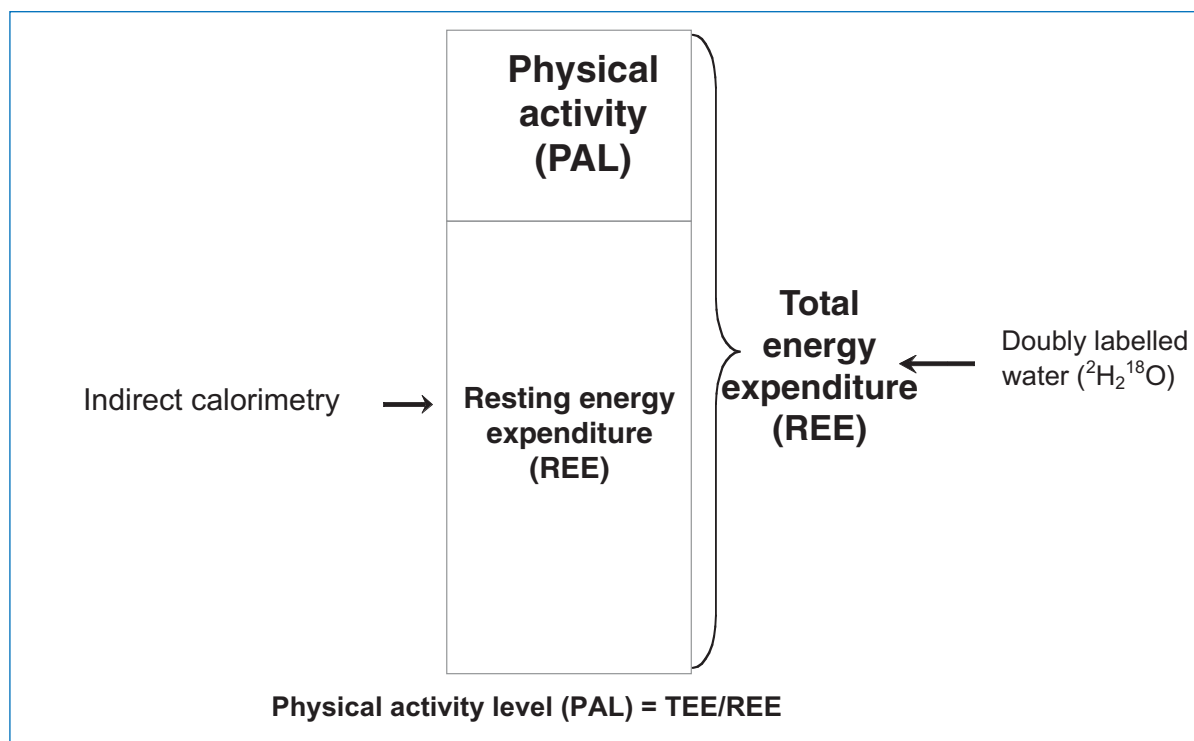 Physical
activity
(PAL)
Indirect calorimetry
Resting energy
expenditure
(REE)
Total
energy
expenditure
(REE)
Doubly labelled
water (²H₂¹⁸O)
Physical activity level (PAL) = TEE/REE